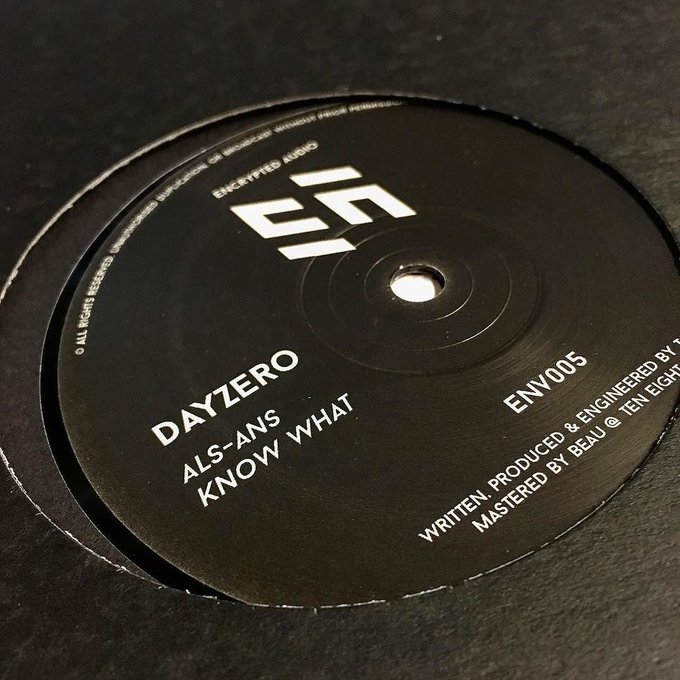 © ALL RIGHTS RESERVED UNAUTHORISED DUPLICATION OR BROADCAST WITHOUT PRIOR
ENCRYPTED AUDIO
DAYZERO
ALS-ANS
KNOW WHAT
ENV005
WRITTEN, PRODUCED & ENGINEERED BY
MASTERED BY BEAU @ TEN EIGHT